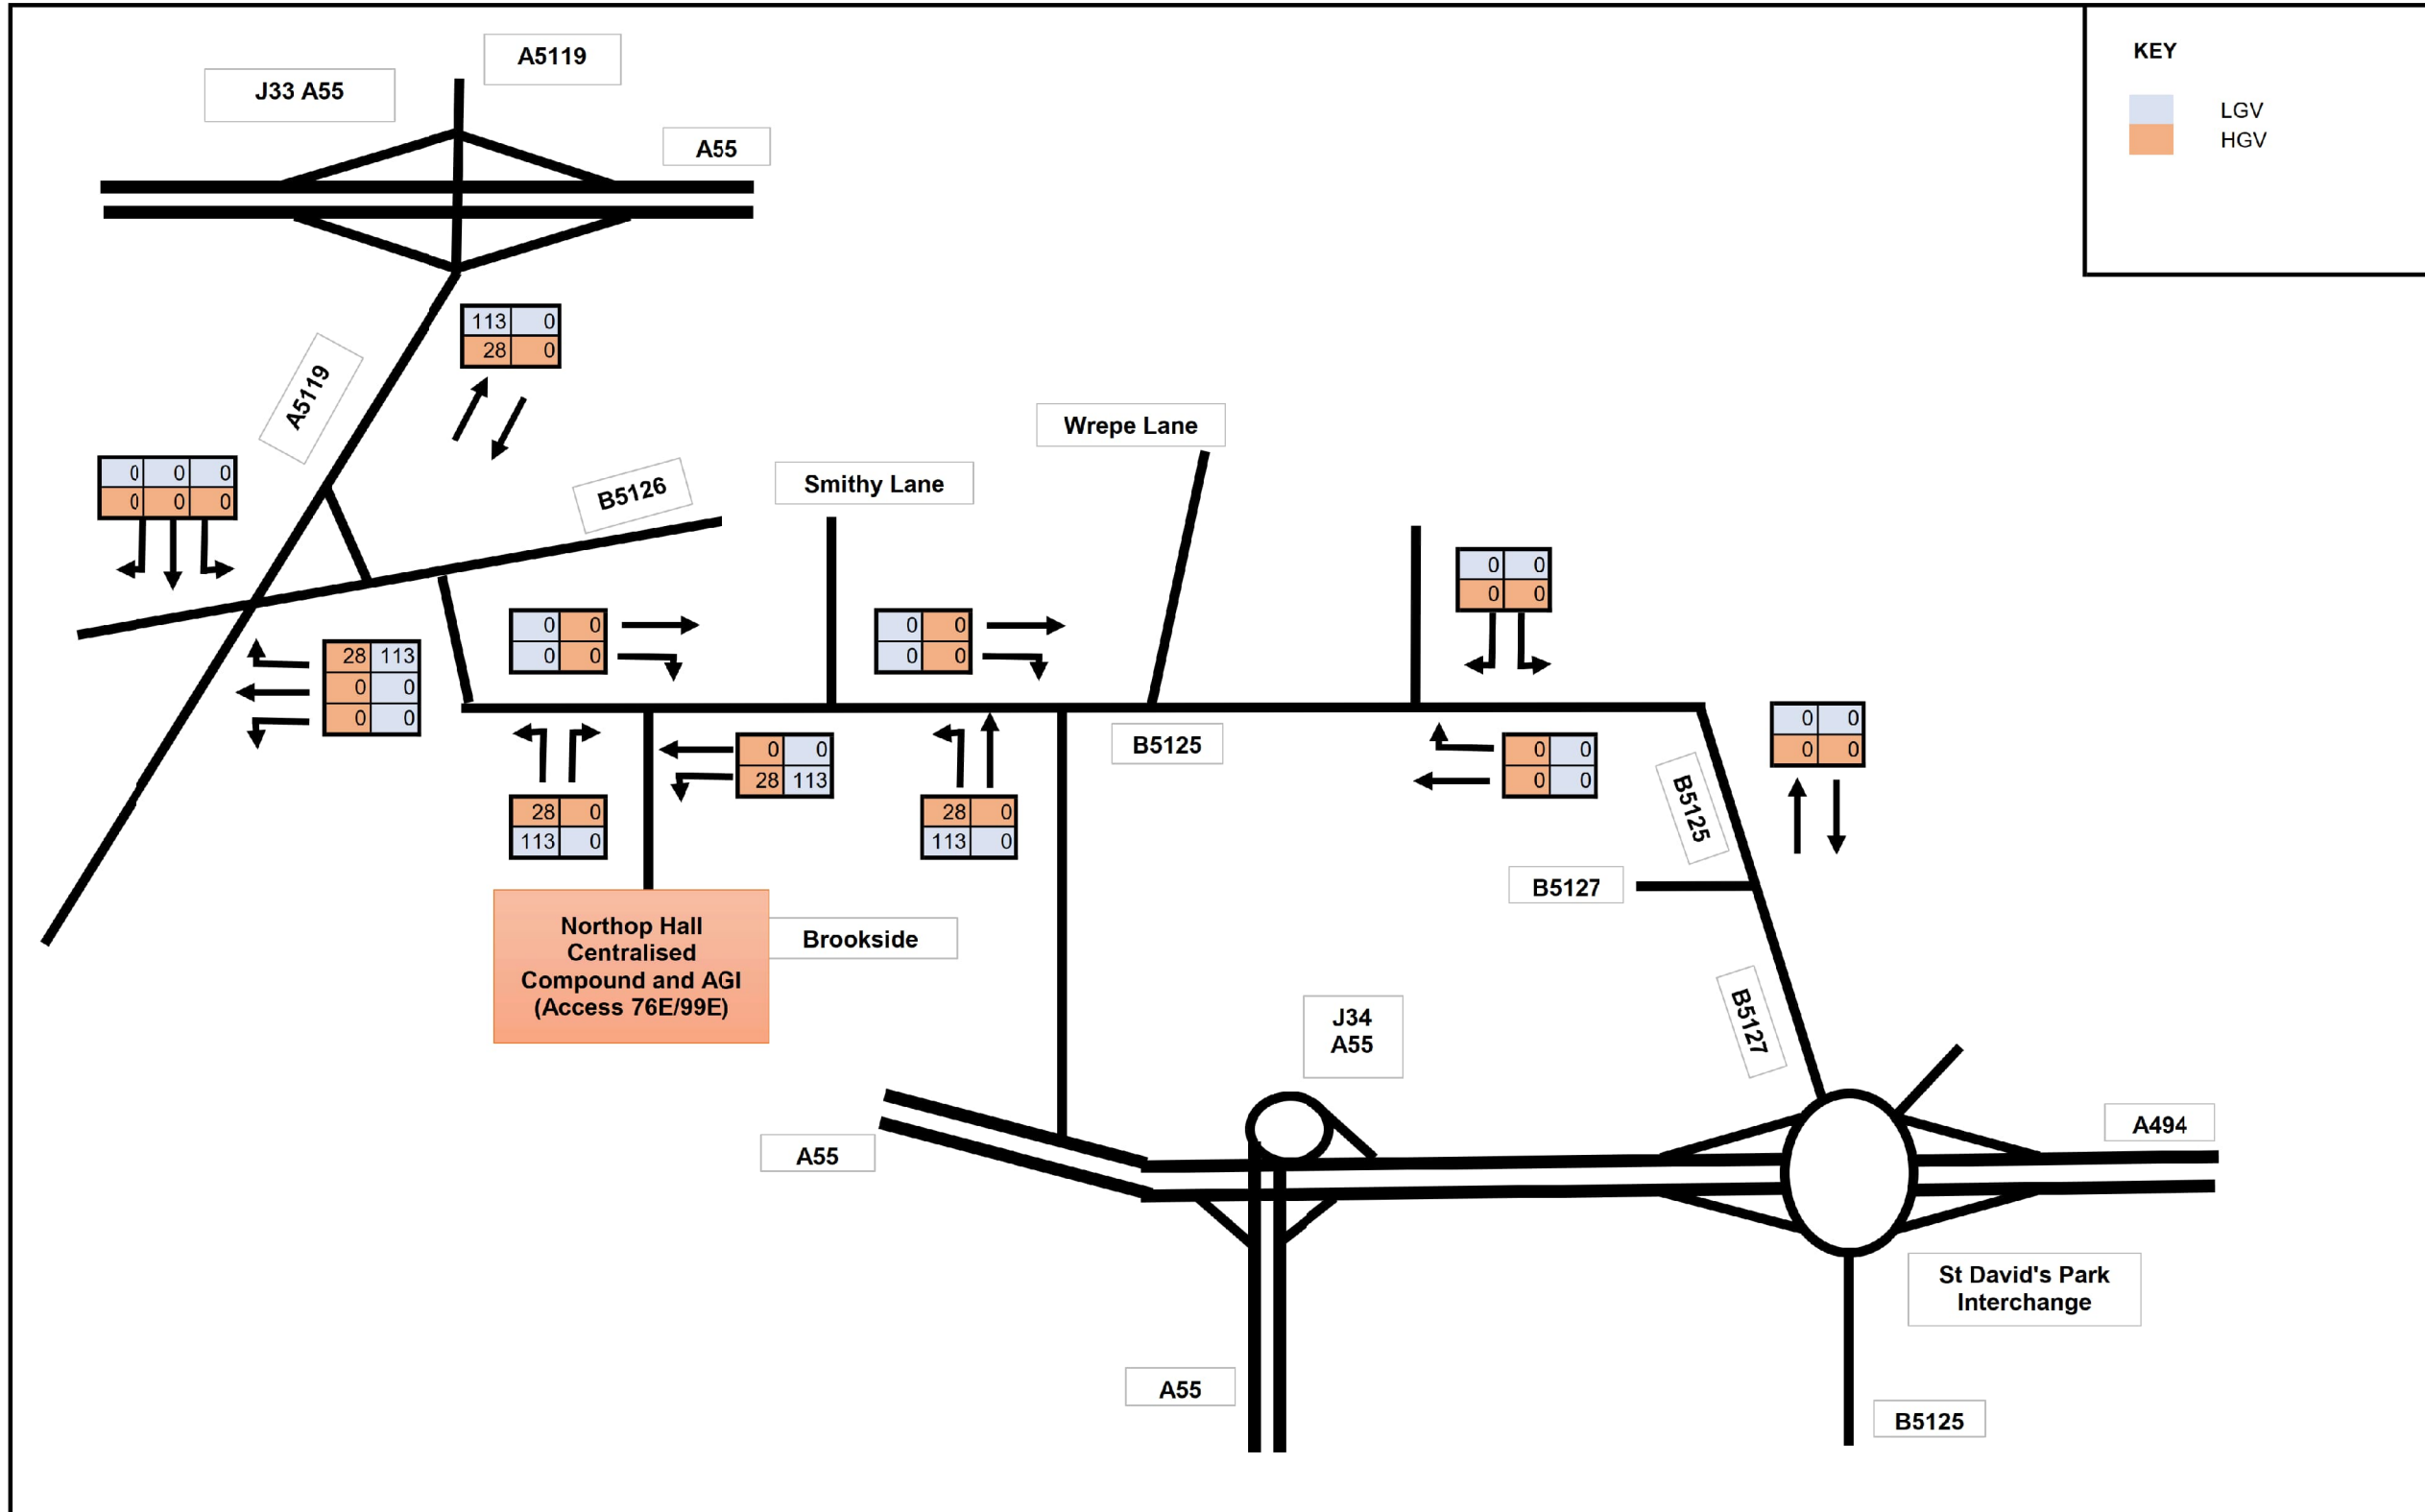 A5119
KEY
J33 A55
LGV
HGV
A55
113 0
28 0
A5119
Wrepe Lane
0 0 0
0 0 0
B5126
Smithy Lane
0 0
0 0
0 0
0 0
0 0
0 0
28 113
0 0
0 0
0 0
0 0
B5125
0 0
28 113
0 0
0 0
28 0
113 0
28 0
113 0
B5125
B5127
Northop Hall
Centralised
Compound and AGI
(Access 76E/99E)
Brookside
B5127
J34
A55
A494
A55
St David's Park
Interchange
A55
B5125